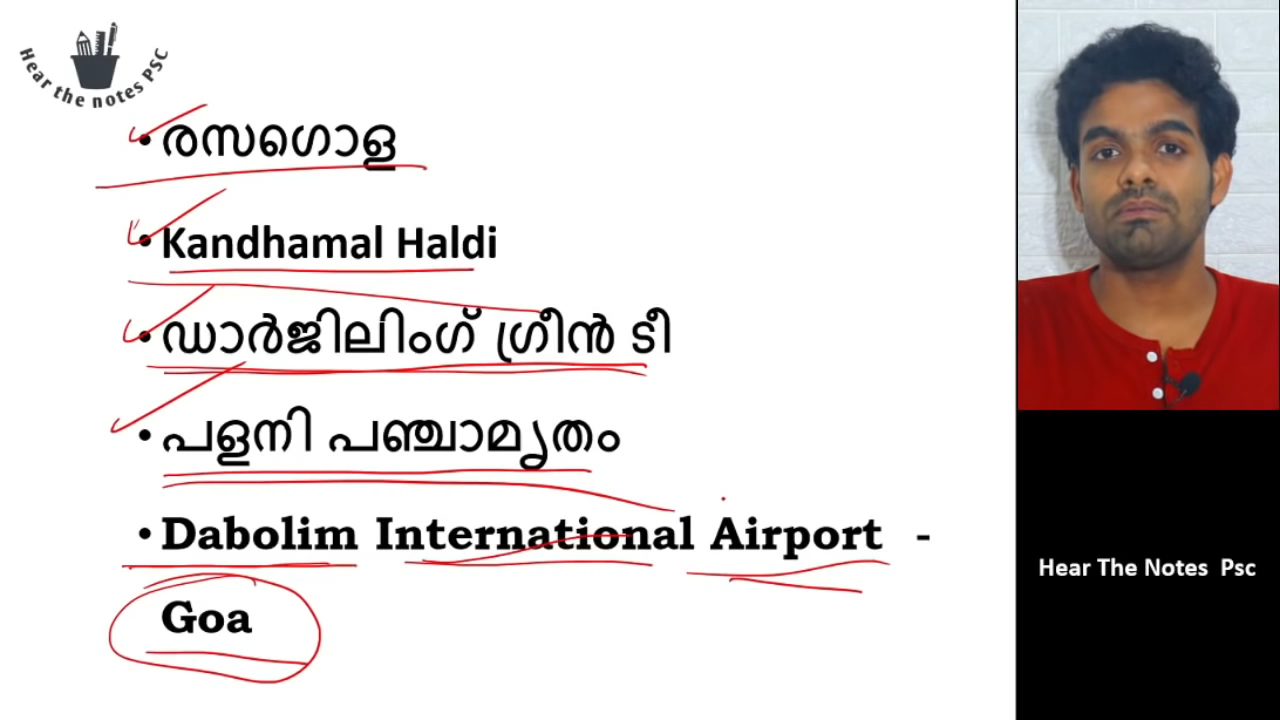 Hear the notes PSC
• രസഗൊള
• Kandhamal Haldi
• ഡാർജിലിംഗ് ഗ്രീൻ ടീ
• പളനി പഞ്ചാമൃതം
• Dabolim International Airport -
Goa
Hear The Notes Psc